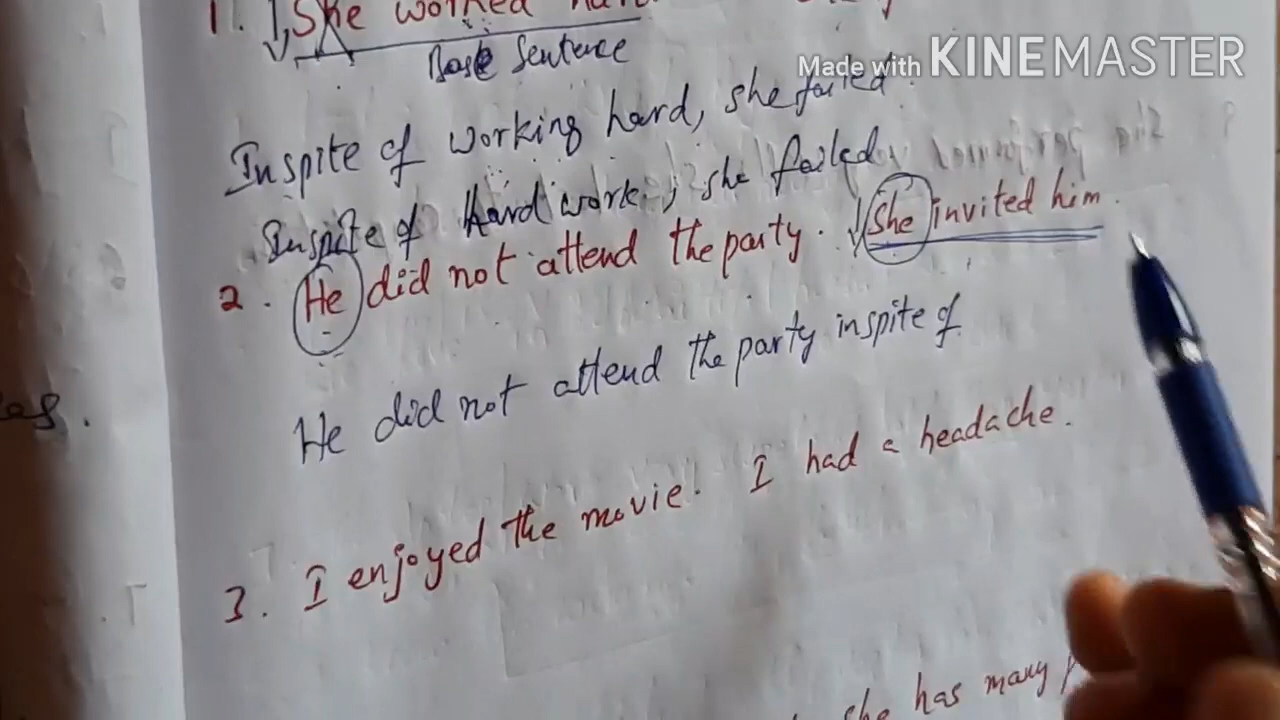 1. She worked
Base Sentence
Made with KINEMASTER
Inspite of working hard, she failed.
Inspite of Hard work, she failed
2. He did not attend the party. She invited him.
He did not attend the party inspite of
3. I enjoyed the movie. I had a headache.
she has many